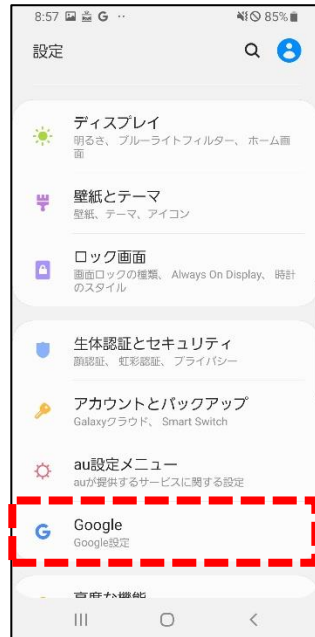 8:57 G ·· 85%
設定
ディスプレイ
明るさ、 ブルーライトフィルター、 ホーム画
面
壁紙とテーマ
壁紙、テーマ、アイコン
ロック画面
画面ロックの種類、 Always On Display、 時計
のスタイル
生体認証とセキュリティ
顔認証、 虹彩認証、 プライバシー
アカウントとバックアップ
Galaxyクラウド、 Smart Switch
au設定メニュー
auが提供するサービスに関する設定
G Google
Google設定
高度な機能